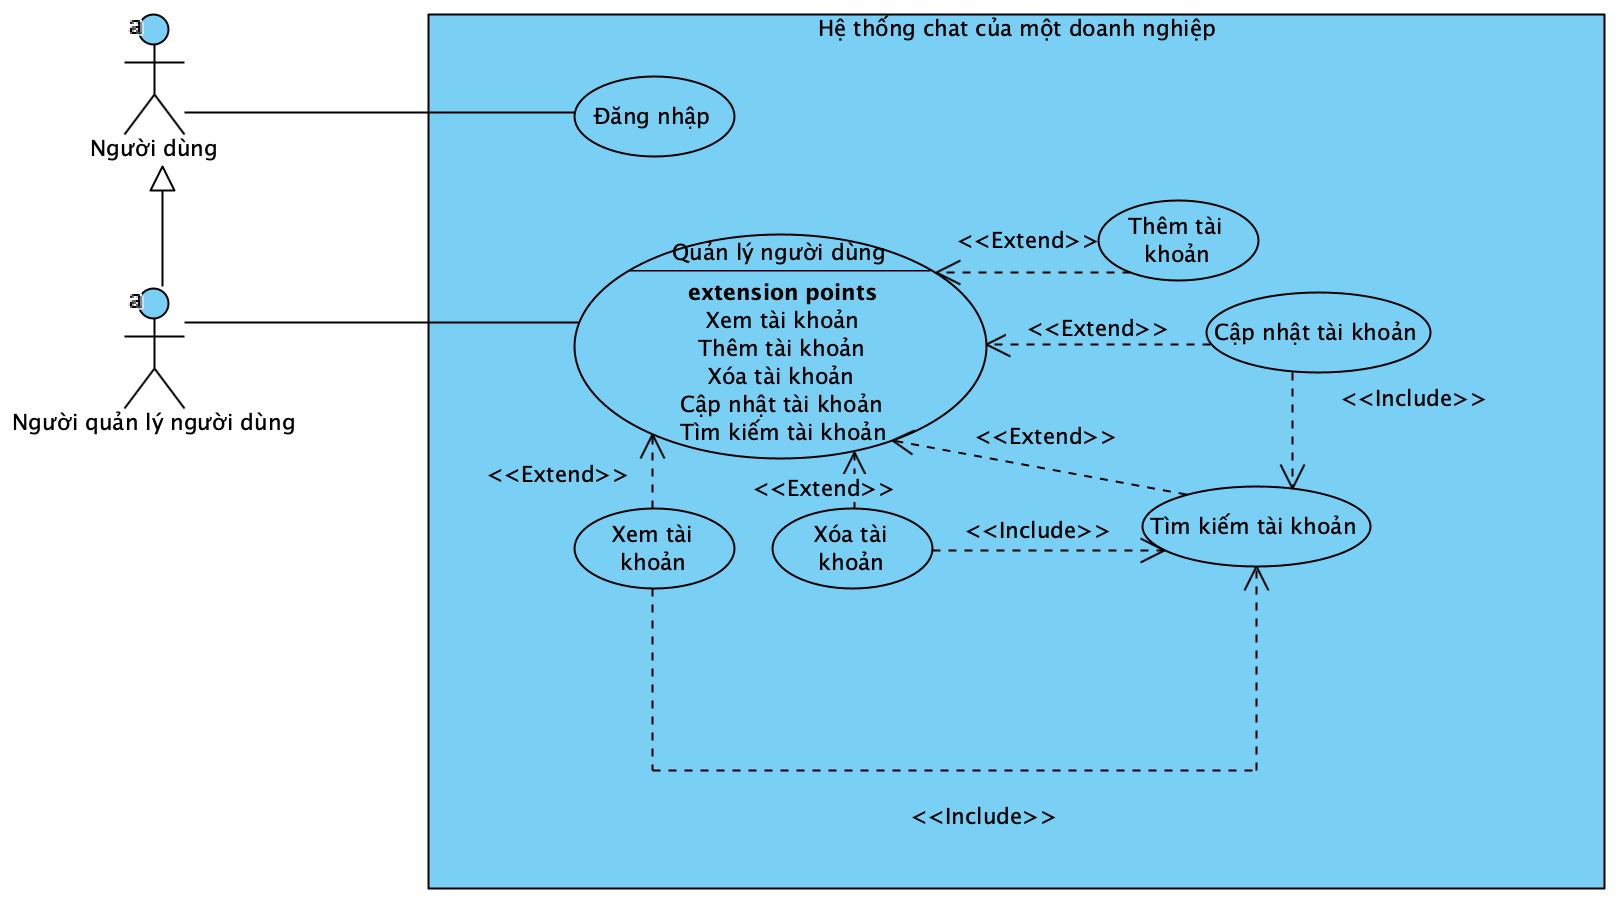 Hệ thống chat của một doanh nghiệp
a
Người dùng
Đăng nhập
a
Người quản lý người dùng
Quản lý người dùng
extension points
Xem tài khoản
Thêm tài khoản
Xóa tài khoản
Cập nhật tài khoản
Tìm kiếm tài khoản
<<Extend>>
Thêm tài
khoản
<<Extend>>
Cập nhật tài khoản
<<Include>>
<<Extend>>
<<Extend>>
<<Extend>>
Xem tài
khoản
Xóa tài
khoản
<<Include>>
Tìm kiếm tài khoản
<<Include>>